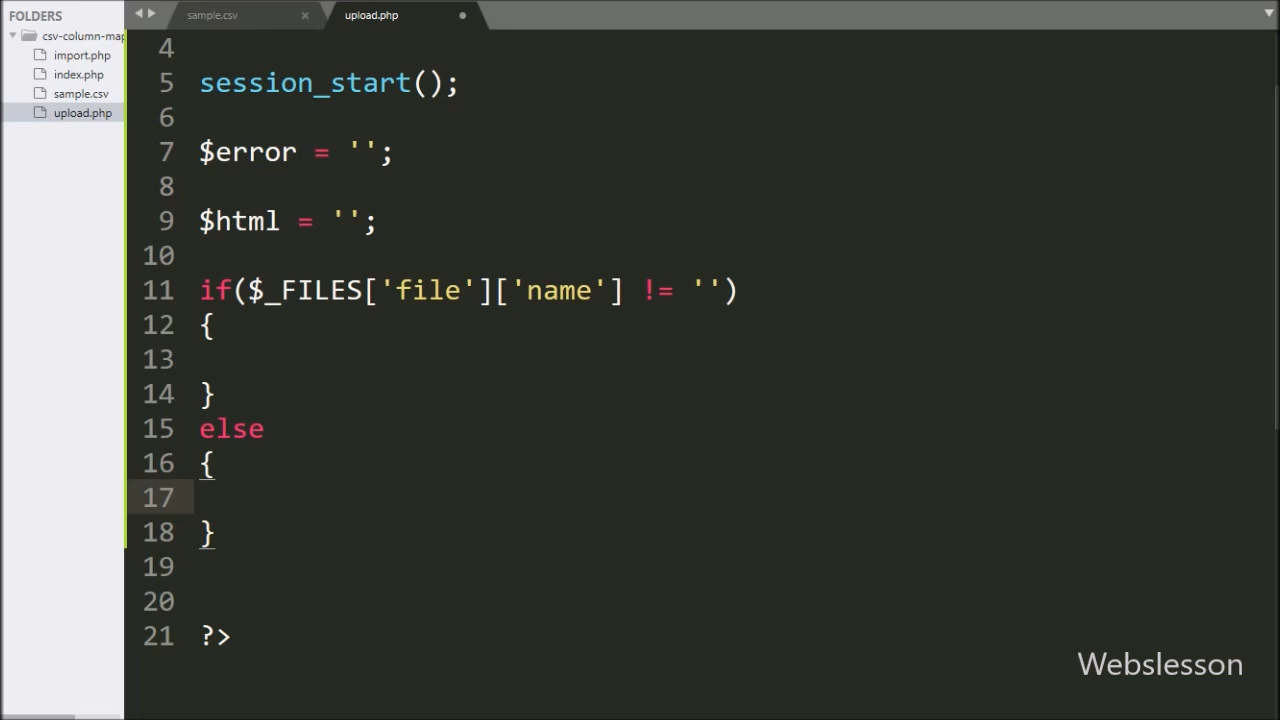 FOLDERS
csv-column-map
import.php
index.php
sample.csv
upload.php
sample.csv ×
upload.php
4
5 session_start();
6
7 $error = '';
8
9 $html = '';
10
11 if($_FILES['file']['name'] != '')
12 {
13
14 }
15 else
16 {
17
18 }
19
20
21 ?>
Webslesson